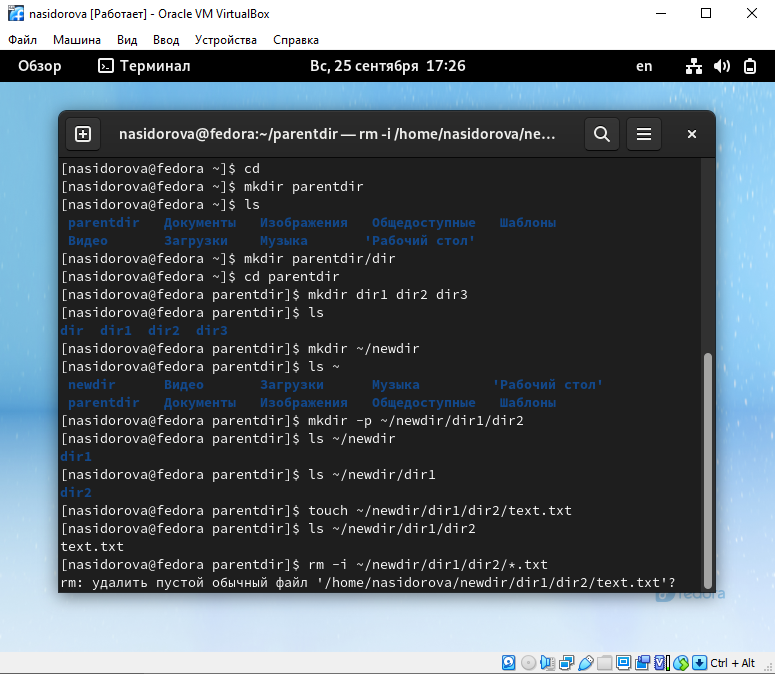 nasidorova [Работает] - Oracle VM VirtualBox
Файл Машина Вид Ввод Устройства Справка
Обзор Терминал Вс, 25 сентября 17:26 en
nasidorova@fedora:~/parentdir — rm -i /home/nasidorova/ne…
[nasidorova@fedora ~]$ cd
[nasidorova@fedora ~]$ mkdir parentdir
[nasidorova@fedora ~]$ ls
parentdir Документы Изображения Общедоступные Шаблоны
Видео Загрузки Музыка 'Рабочий стол'
[nasidorova@fedora ~]$ mkdir parentdir/dir
[nasidorova@fedora ~]$ cd parentdir
[nasidorova@fedora parentdir]$ mkdir dir1 dir2 dir3
[nasidorova@fedora parentdir]$ ls
dir dir1 dir2 dir3
[nasidorova@fedora parentdir]$ mkdir ~/newdir
[nasidorova@fedora parentdir]$ ls ~
newdir Видео Загрузки Музыка 'Рабочий стол'
parentdir Документы Изображения Общедоступные Шаблоны
[nasidorova@fedora parentdir]$ mkdir -p ~/newdir/dir1/dir2
[nasidorova@fedora parentdir]$ ls ~/newdir
dir1
[nasidorova@fedora parentdir]$ ls ~/newdir/dir1
dir2
[nasidorova@fedora parentdir]$ touch ~/newdir/dir1/dir2/text.txt
[nasidorova@fedora parentdir]$ ls ~/newdir/dir1/dir2
text.txt
[nasidorova@fedora parentdir]$ rm -i ~/newdir/dir1/dir2/*.txt
rm: удалить пустой обычный файл '/home/nasidorova/newdir/dir1/dir2/text.txt'?
fedora
Ctrl + Alt